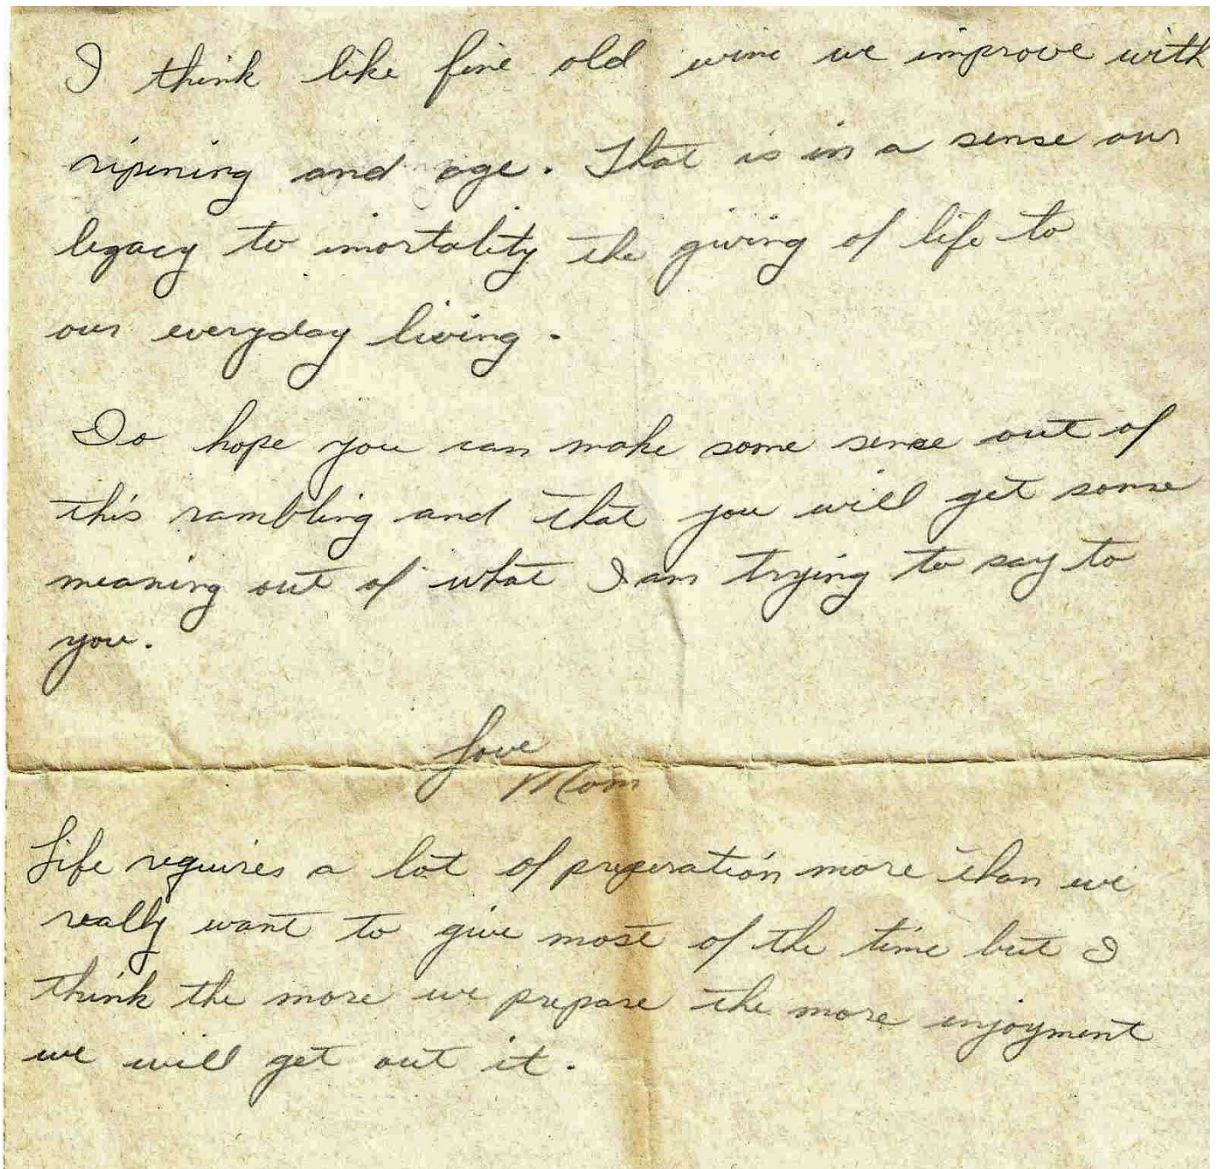 I think like fine old wine we improve with
ripining and age. That is in a sense our
legacy to imortality the giving of life to
our everyday living.
Do hope you can make some sense out of
this rambling and that you will get some
meaning out of what I am trying to say to
you.
Love
Mom
Life requires a lot of preperation more than we
really want to give most of the time but I
think the more we prepare the more enjoyment
we will get out it.